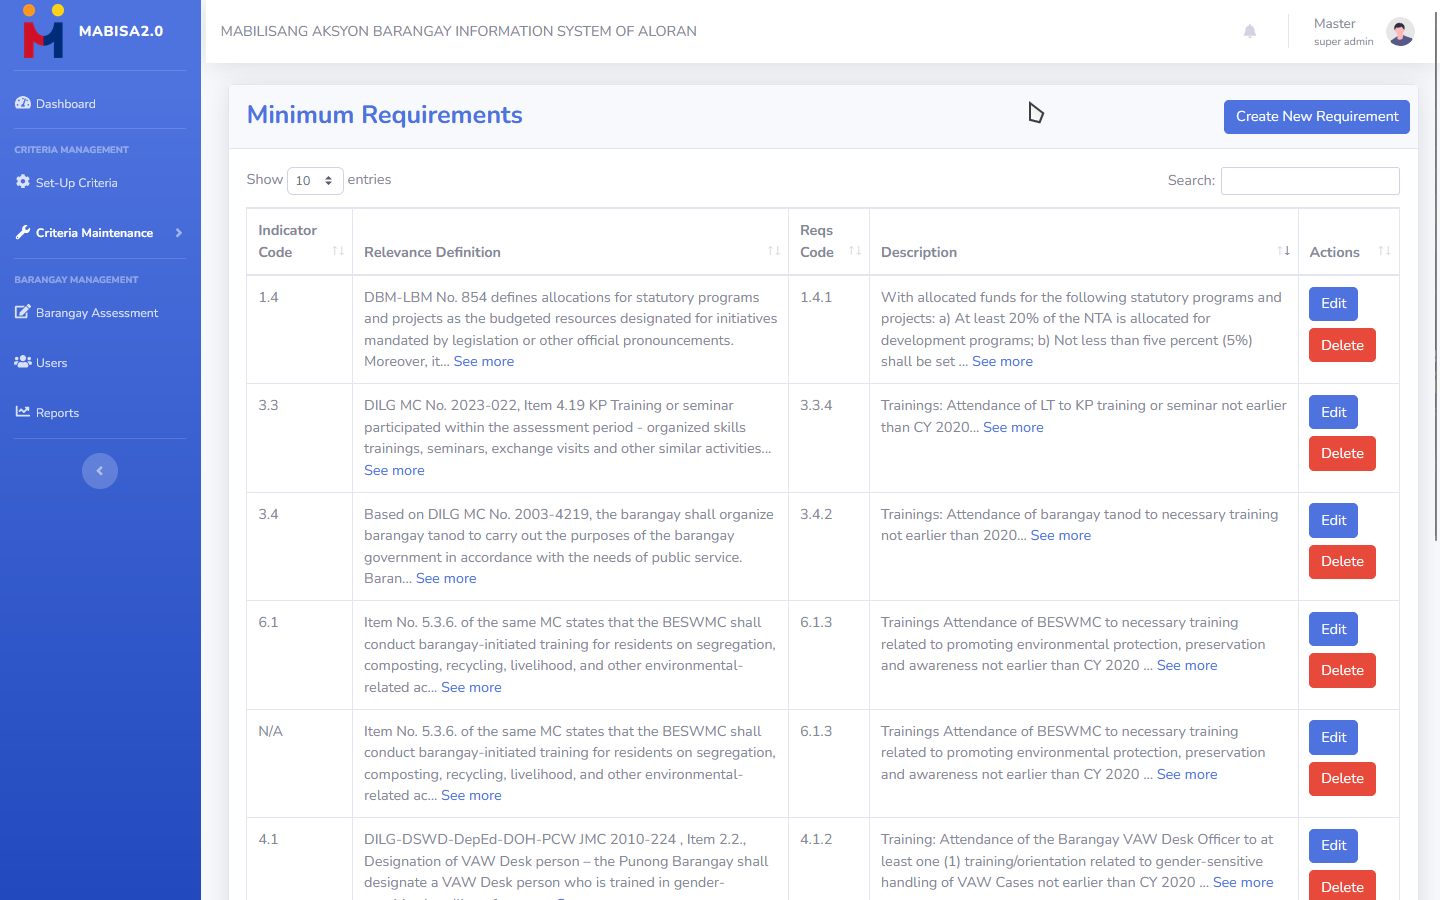 MABISA2.0
Dashboard
CRITERIA MANAGEMENT
Set-Up Criteria
Criteria Maintenance
BARANGAY MANAGEMENT
Barangay Assessment
Users
Reports
MABILISANG AKSYON BARANGAY INFORMATION SYSTEM OF ALORAN
Master
super admin
Minimum Requirements
Create New Requirement
Show 10 entries
Search:
Indicator Code
Relevance Definition
Reqs Code
Description
Actions
1.4
DBM-LBM No. 854 defines allocations for statutory programs
and projects as the budgeted resources designated for initiatives
mandated by legislation or other official pronouncements.
Moreover, it... See more
1.4.1
With allocated funds for the following statutory programs and
projects: a) At least 20% of the NTA is allocated for
development programs; b) Not less than five percent (5%)
shall be set ... See more
Edit
Delete
3.3
DILG MC No. 2023-022, Item 4.19 KP Training or seminar
participated within the assessment period - organized skills
trainings, seminars, exchange visits and other similar activities...
See more
3.3.4
Trainings: Attendance of LT to KP training or seminar not earlier
than CY 2020... See more
Edit
Delete
3.4
Based on DILG MC No. 2003-4219, the barangay shall organize
barangay tanod to carry out the purposes of the barangay
government in accordance with the needs of public service.
Baran... See more
3.4.2
Trainings: Attendance of barangay tanod to necessary training
not earlier than 2020... See more
Edit
Delete
6.1
Item No. 5.3.6. of the same MC states that the BESWMC shall
conduct barangay-initiated training for residents on segregation,
composting, recycling, livelihood, and other environmental-
related ac... See more
6.1.3
Trainings Attendance of BESWMC to necessary training
related to promoting environmental protection, preservation
and awareness not earlier than CY 2020 ... See more
Edit
Delete
N/A
Item No. 5.3.6. of the same MC states that the BESWMC shall
conduct barangay-initiated training for residents on segregation,
composting, recycling, livelihood, and other environmental-
related ac... See more
6.1.3
Trainings Attendance of BESWMC to necessary training
related to promoting environmental protection, preservation
and awareness not earlier than CY 2020 ... See more
Edit
Delete
4.1
DILG-DSWD-DepEd-DOH-PCW JMC 2010-224 , Item 2.2.,
Designation of VAW Desk person – the Punong Barangay shall
designate a VAW Desk person who is trained in gender-
4.1.2
Training: Attendance of the Barangay VAW Desk Officer to at
least one (1) training/orientation related to gender-sensitive
handling of VAW Cases not earlier than CY 2020 ... See more
Edit
Delete